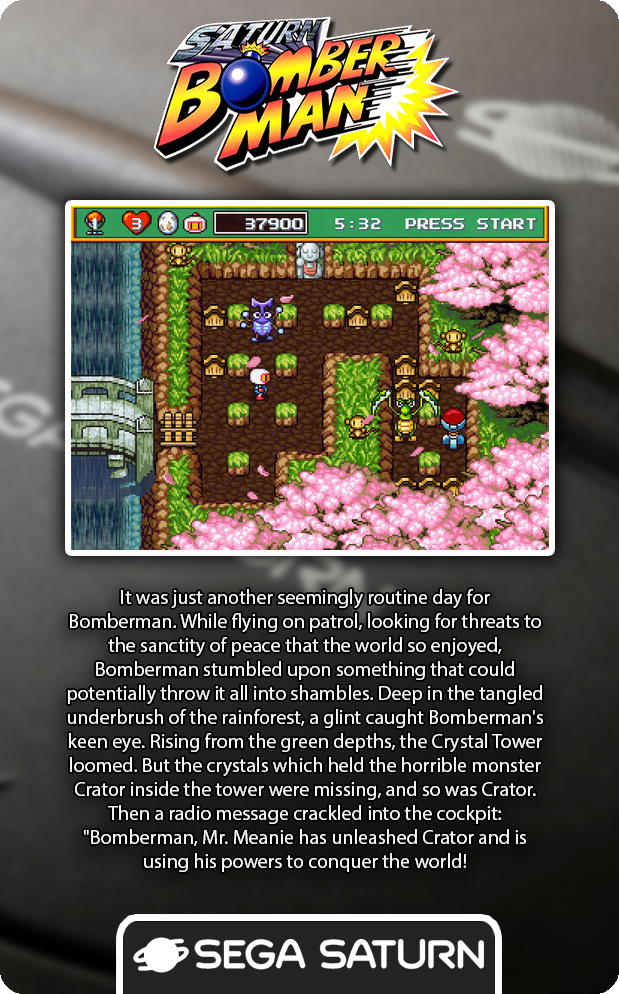 SATURN
BOMBER
MAN
1 3 37900 5:32 PRESS START
It was just another seemingly routine day for
Bomberman. While flying on patrol, looking for threats to
the sanctity of peace that the world so enjoyed,
Bomberman stumbled upon something that could
potentially throw it all into shambles. Deep in the tangled
underbrush of the rainforest, a glint caught Bomberman's
keen eye. Rising from the green depths, the Crystal Tower
loomed. But the crystals which held the horrible monster
Crator inside the tower were missing, and so was Crator.
Then a radio message crackled into the cockpit:
"Bomberman, Mr. Meanie has unleashed Crator and is
using his powers to conquer the world!
SEGA SATURN